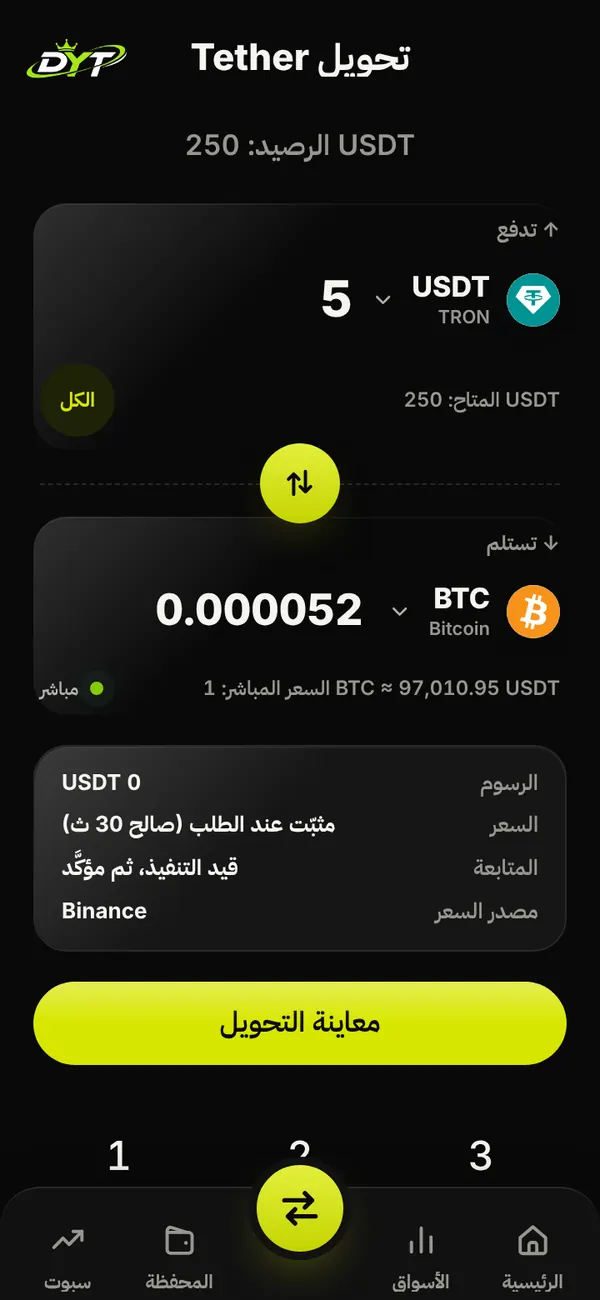 DYT
تحويل Tether
الرصيد: 250 USDT
↑ تدفع
USDT
TRON
5
المتاح: 250 USDT
الكل
↓ تستلم
BTC
Bitcoin
0.000052
السعر المباشر: 1 BTC ≈ 97,010.95 USDT
مباشر
الرسوم 0 USDT
السعر مثبّت عند الطلب (صالح 30 ث)
المتابعة قيد التنفيذ، ثم مؤكَّد
مصدر السعر Binance
معاينة التحويل
1 2 3
الرئيسية
الأسواق
المحفظة
سبوت